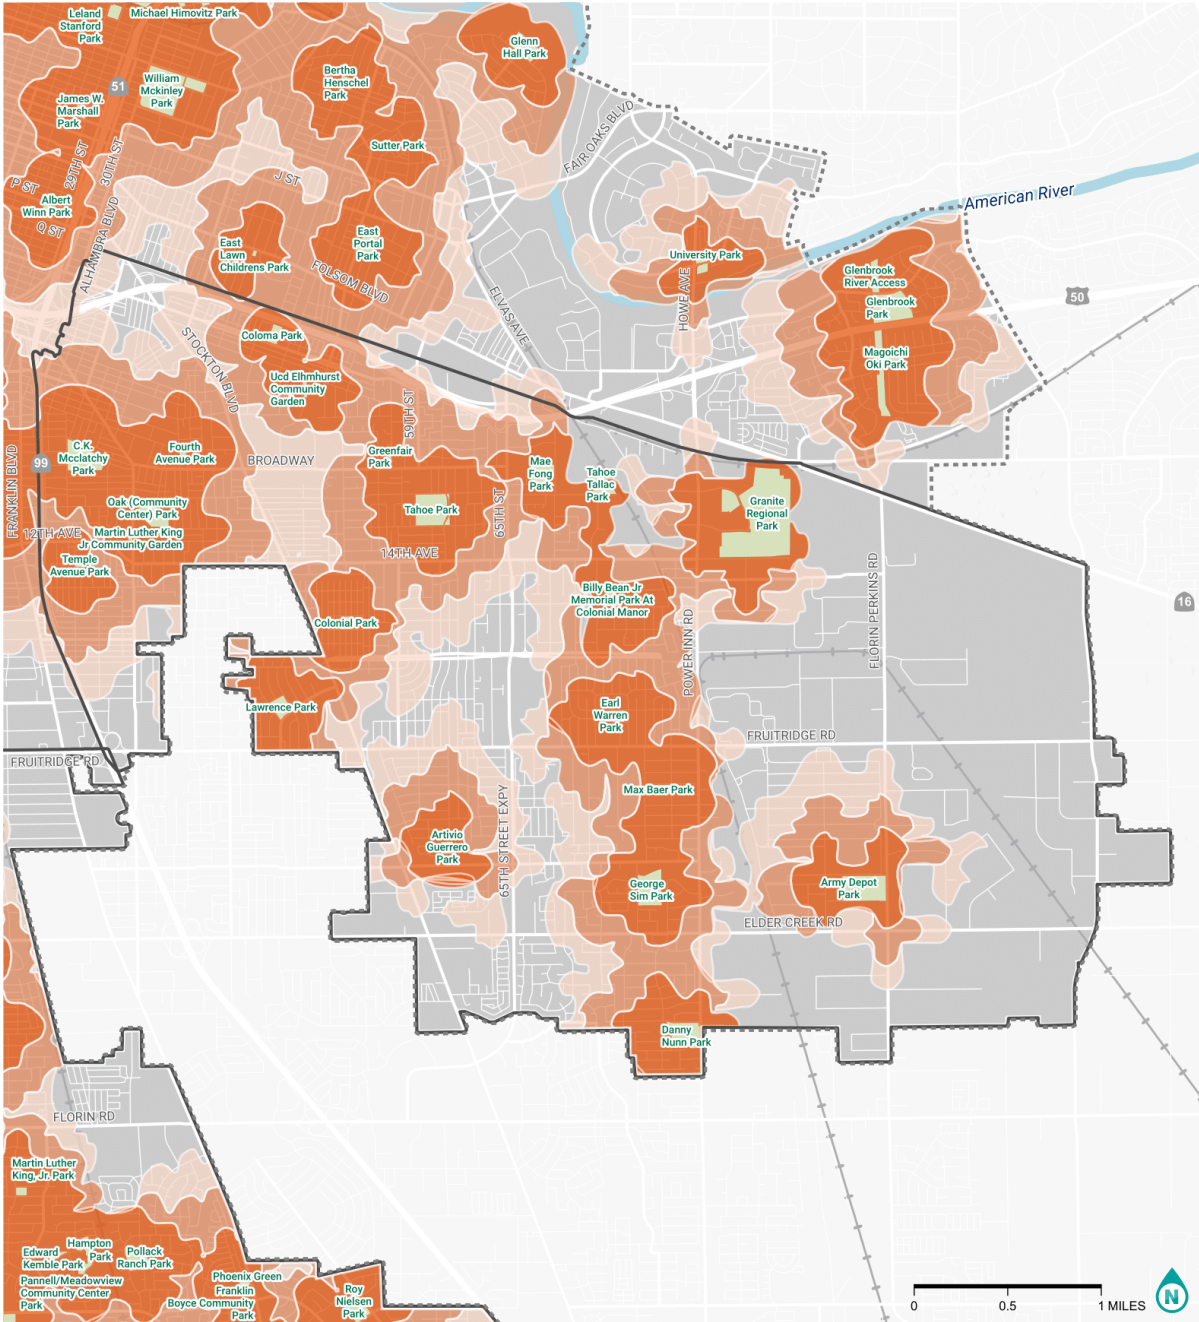 Leland
Stanford
Park
Michael Himovitz Park
Glenn
Hall Park
51
William
Mckinley
Park
Bertha
Henschel
Park
James W.
Marshall
Park
FAIR OAKS BLVD
Sutter Park
29TH ST
30TH ST
J ST
P ST
Albert
Winn Park
Q ST
American River
ALHAMBRA BLVD
East
Lawn
Childrens Park
East
Portal
Park
FOLSOM BLVD
University Park
Glenbrook
River Access
Glenbrook
Park
HOWE AVE
50
ELVAS AVE
STOCKTON BLVD
Coloma Park
Magoichi
Oki Park
Ucd Elhmhurst
Community
Garden
59TH ST
FRANKLIN BLVD
99
C.K.
Mcclatchy
Park
Fourth
Avenue Park
BROADWAY
Greenfair
Park
Mae
Fong
Park
Tahoe
Tallac
Park
Oak (Community
Center) Park
Tahoe Park
65TH ST
Granite
Regional
Park
12TH AVE
Martin Luther King
Jr Community Garden
14TH AVE
Temple
Avenue Park
Billy Bean Jr
Memorial Park At
Colonial Manor
16
Colonial Park
POWER INN RD
FLORIN PERKINS RD
Lawrence Park
Earl
Warren
Park
FRUITRIDGE RD
FRUITRIDGE RD
Max Baer Park
65TH STREET EXPY
Artivio
Guerrero
Park
George
Sim Park
Army Depot
Park
ELDER CREEK RD
Danny
Nunn Park
FLORIN RD
Martin Luther
King, Jr. Park
Edward
Kemble Park
Hampton
Park
Pollack
Ranch Park
Pannell/Meadowview
Community Center
Park
Phoenix Green
Franklin
Boyce Community
Park
Roy
Nielsen
Park
0
0.5
1 MILES
N